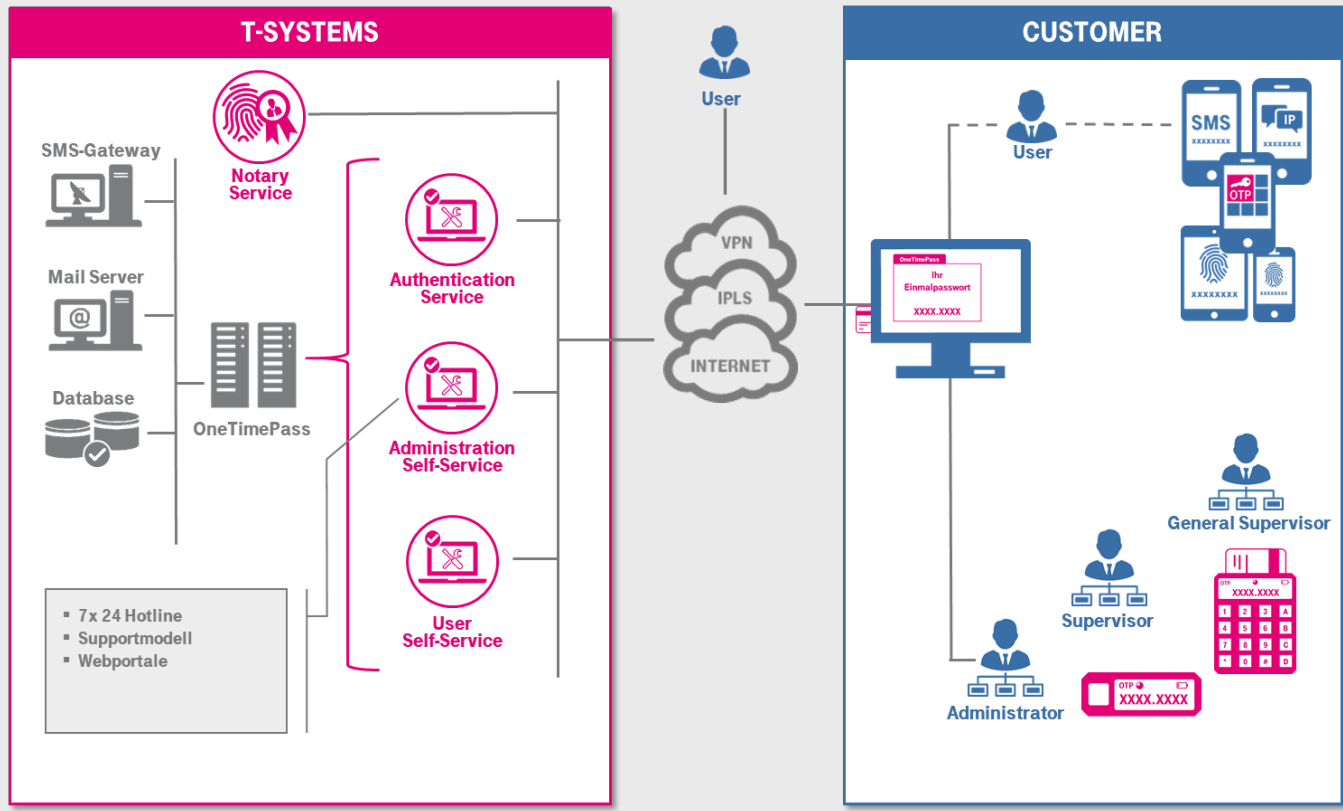 T-SYSTEMS
SMS-Gateway
Mail Server
@
Database
OneTimePass
Notary
Service
Authentication
Service
Administration
Self-Service
User
Self-Service
▪ 7x 24 Hotline
▪ Supportmodell
▪ Webportale
User
VPN
IPLS
INTERNET
CUSTOMER
User
SMS
xxxxxxxx
IP
xxxxxxxx
OTP
xxxxxxxx
xxxxxxxx
OneTimePass
Ihr
Einmalpasswort
XXXX.XXXX
General Supervisor
Supervisor
Administrator
OTP
XXXX.XXXX
1 2 3 A
4 5 6 B
7 8 9 C
* 0 # D
OTP
XXXX.XXXX